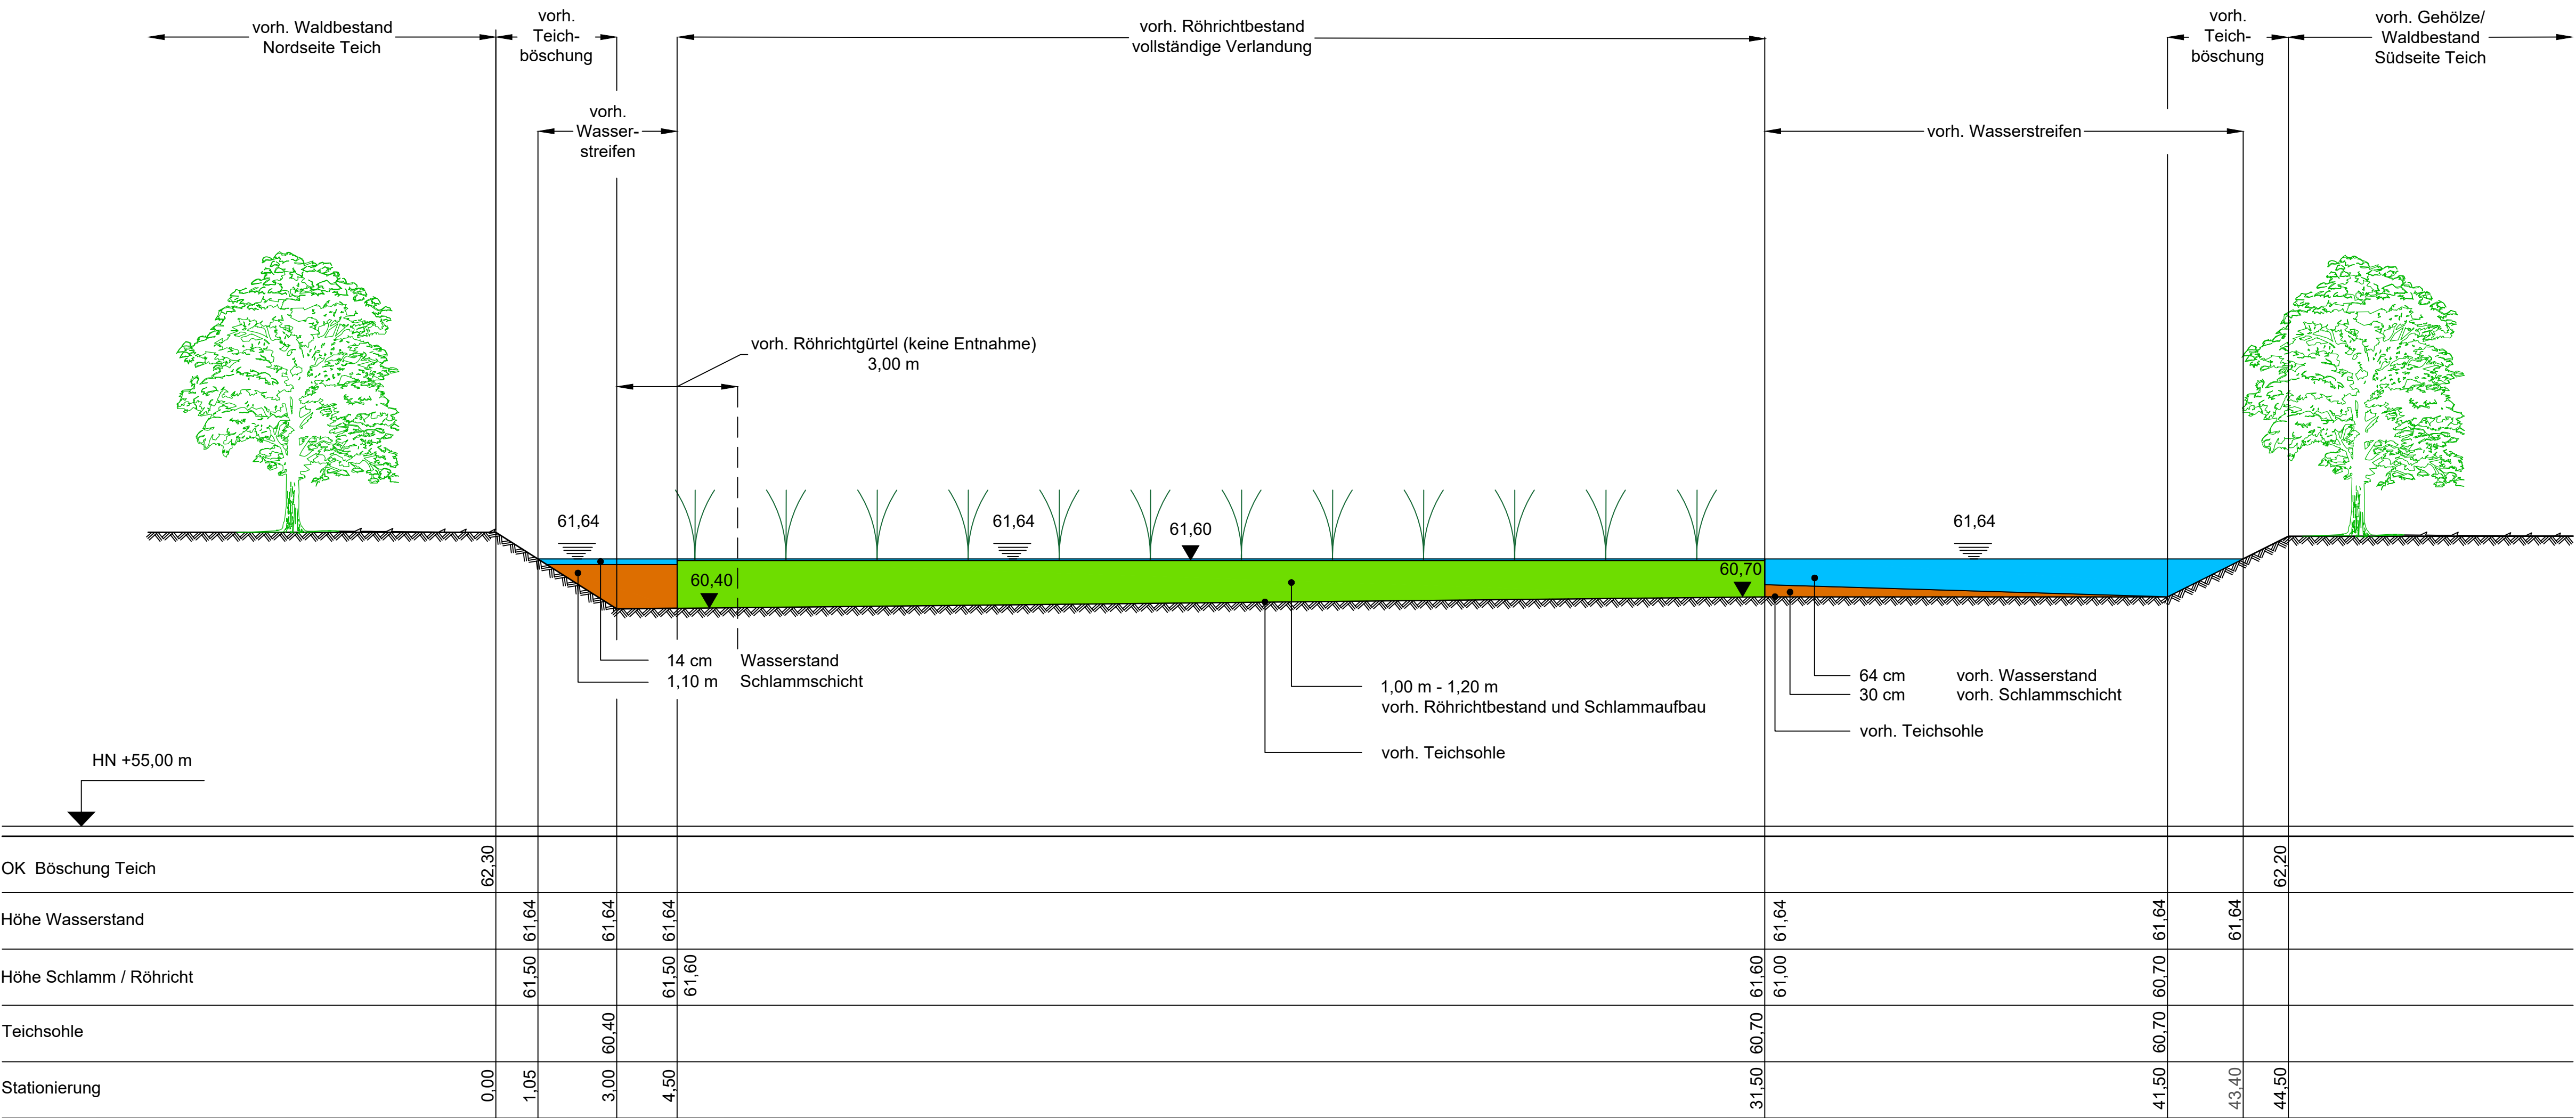 vorh. Waldbestand
Nordseite Teich
vorh.
Teich-
böschung
vorh. Röhrichtbestand
vollständige Verlandung
vorh.
Teich-
böschung
vorh. Gehölze/
Waldbestand
Südseite Teich
vorh.
Wasser-
streifen
vorh. Wasserstreifen
vorh. Röhrichtgürtel (keine Entnahme)
3,00 m
61,64
61,64
61,60
61,64
60,40
60,70
14 cm Wasserstand
1,10 m Schlammschicht
1,00 m - 1,20 m
vorh. Röhrichtbestand und Schlammaufbau
vorh. Teichsohle
64 cm vorh. Wasserstand
30 cm vorh. Schlammschicht
vorh. Teichsohle
HN +55,00 m
OK Böschung Teich 62,30 62,20
Höhe Wasserstand 61,64 61,64 61,64 61,64 61,64 61,64
Höhe Schlamm / Röhricht 61,50 61,50 61,60 61,60 61,00 60,70
Teichsohle 60,40 60,70 60,70
Stationierung 0,00 1,05 3,00 4,50 31,50 41,50 43,40 44,50